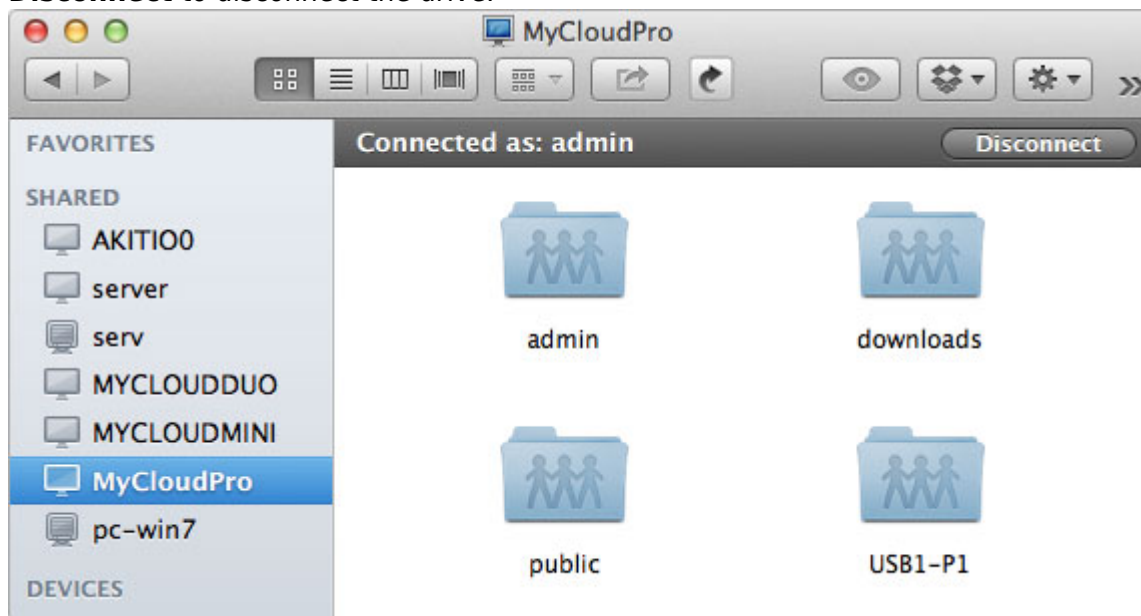 Disconnect to disconnect the drive.
MyCloudPro
FAVORITES
Connected as: admin
Disconnect
SHARED
AKITIO0
server
serv
MYCLOUDDUO
MYCLOUDMINI
MyCloudPro
pc-win7
DEVICES
admin
downloads
public
USB1-P1